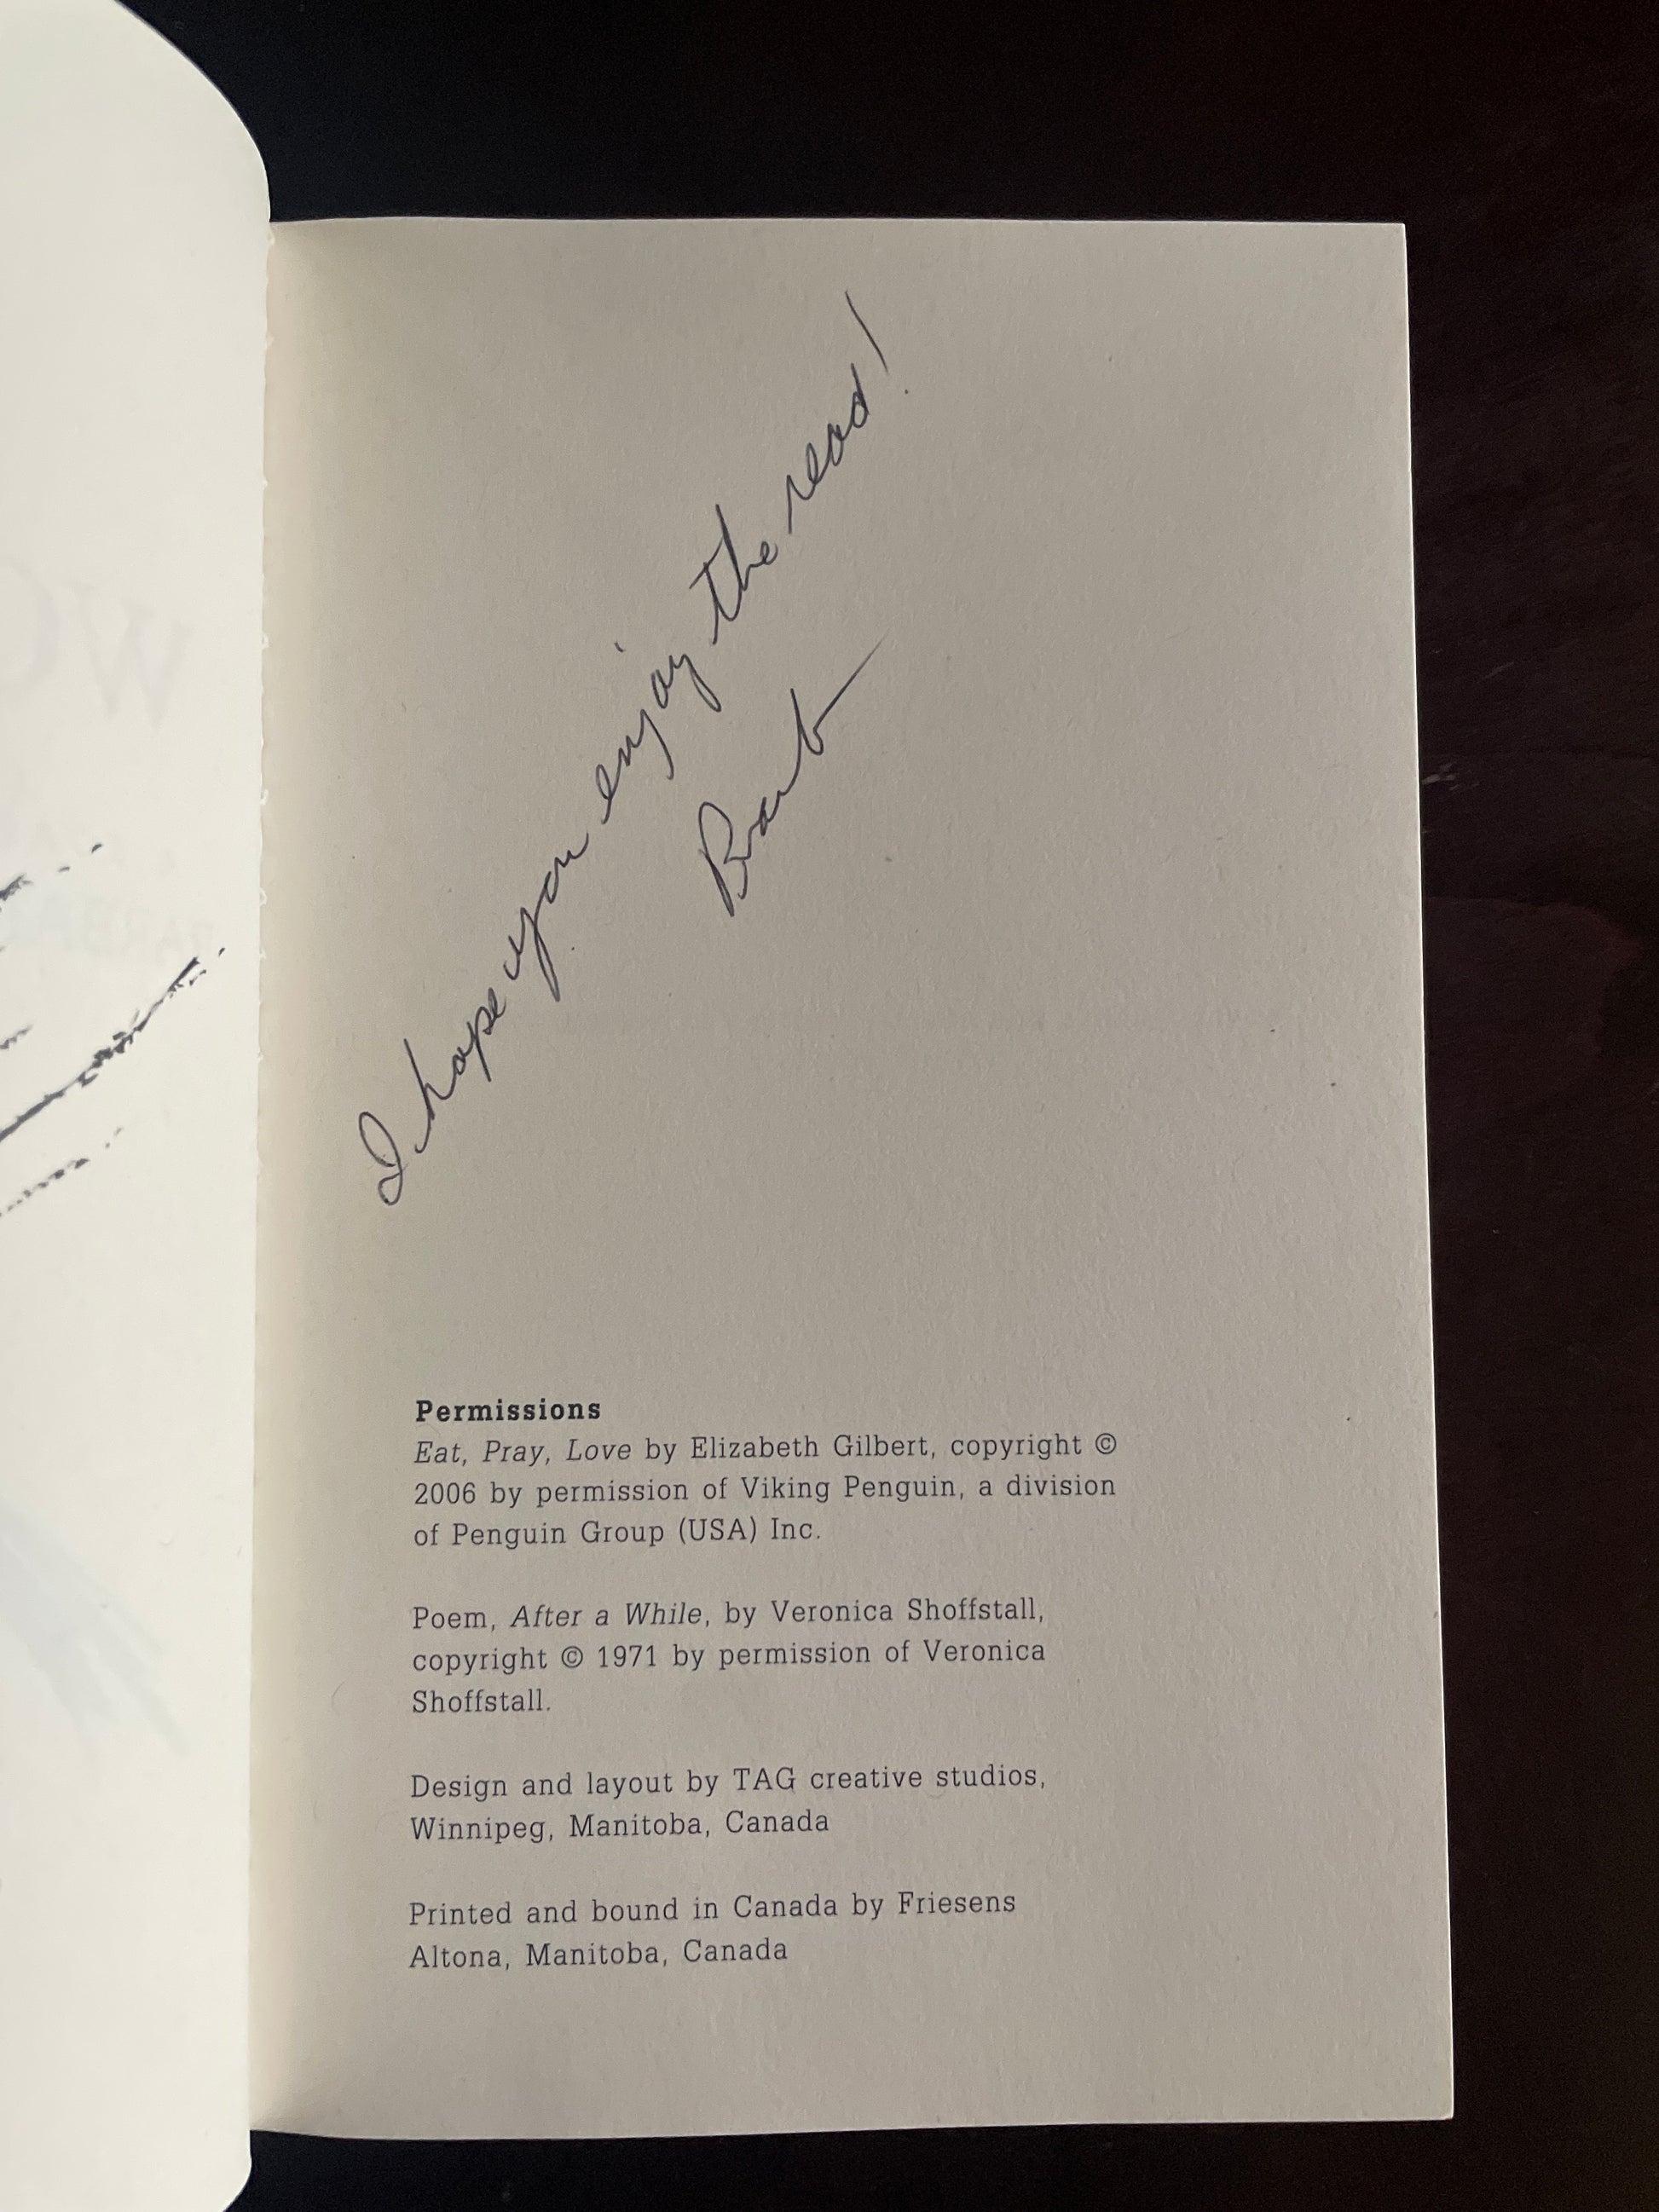 I hope you enjoy the read!
Permissions
Eat, Pray, Love by Elizabeth Gilbert, copyright ©
2006 by permission of Viking Penguin, a division
of Penguin Group (USA) Inc.
Poem, After a While, by Veronica Shoffstall,
copyright © 1971 by permission of Veronica
Shoffstall.
Design and layout by TAG creative studios,
Winnipeg, Manitoba, Canada
Printed and bound in Canada by Friesens
Altona, Manitoba, Canada